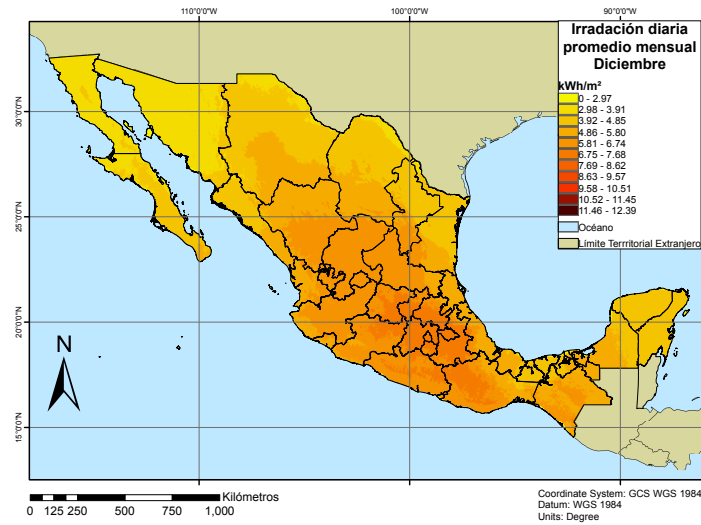 110°0'0"W
100°0'0"W
90°0'0"W
Irradación diaria
promedio mensual
Diciembre
kWh/m²
0 - 2.97
2.98 - 3.91
3.92 - 4.85
4.86 - 5.80
5.81 - 6.74
6.75 - 7.68
7.69 - 8.62
8.63 - 9.57
9.58 - 10.51
10.52 - 11.45
11.46 - 12.39
Océano
Límite Terrritorial Extranjero
30°0'0"N
25°0'0"N
20°0'0"N
15°0'0"N
N
Kilómetros
0 125 250 500 750 1,000
Coordinate System: GCS WGS 1984
Datum: WGS 1984
Units: Degree